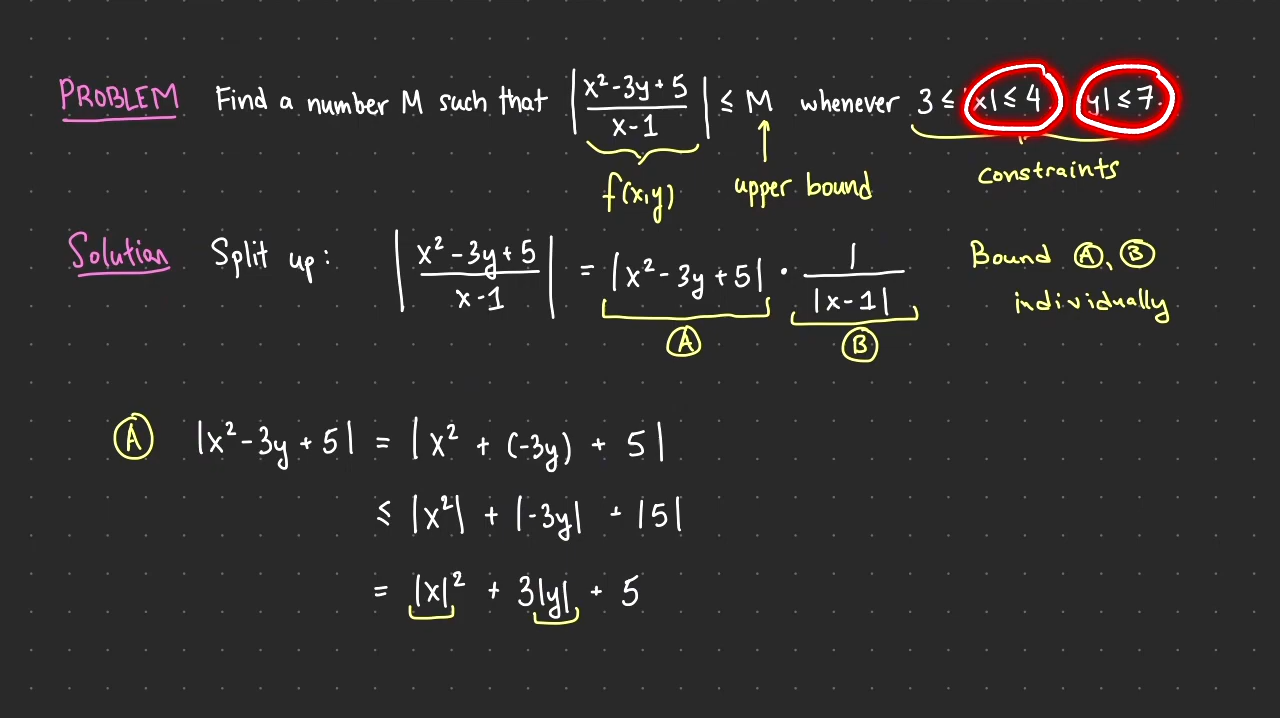 PROBLEM Find a number M such that |x² - 3y + 5 / x - 1| ≤ M whenever 3 ≤ |x| ≤ 4, |y| ≤ 7.
f(x,y) upper bound constraints
Solution Split up: |x² - 3y + 5 / x - 1| = |x² - 3y + 5| · 1 / |x - 1| Bound Ⓐ, Ⓑ
individually
Ⓐ Ⓑ
Ⓐ |x² - 3y + 5| = |x² + (-3y) + 5|
≤ |x²| + |-3y| + |5|
= |x|² + 3|y| + 5